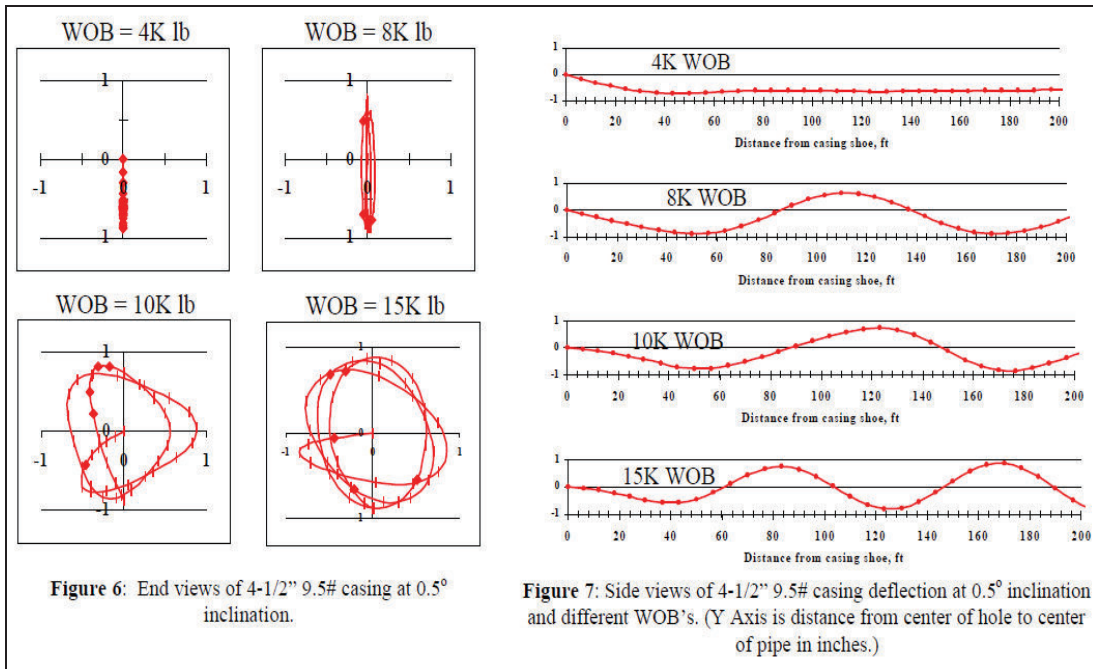 WOB = 4K lb
WOB = 8K lb
1
1
0
0
-1
0
1
-1
0
1
1
1
WOB = 10K lb
WOB = 15K lb
1
1
0
0
-1
0
1
-1
0
1
-1
1
Figure 6: End views of 4-1/2” 9.5# casing at 0.5o
inclination.
1
4K WOB
0
-1
0 20 40 60 80 100 120 140 160 180 200
Distance from casing shoe, ft
1
8K WOB
0
-1
0 20 40 60 80 100 120 140 160 180 200
Distance from casing shoe, ft
1
10K WOB
0
-1
0 20 40 60 80 100 120 140 160 180 200
Distance from casing shoe, ft
1
15K WOB
0
-1
0 20 40 60 80 100 120 140 160 180 200
Distance from casing shoe, ft
Figure 7: Side views of 4-1/2” 9.5# casing deflection at 0.5o inclination
and different WOB’s. (Y Axis is distance from center of hole to center
of pipe in inches.)